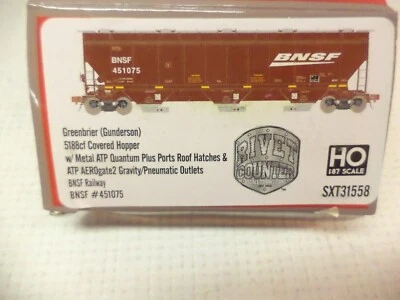 BNSF
451075
BNSF
Greenbrier (Gunderson)
5188cf Covered Hopper
w/ Metal ATP Quantum Plus Ports Roof Hatches &
ATP AEROgate2 Gravity/Pneumatic Outlets
BNSF Railway
BNSF #451075
RIVET
COUNTER
HO
1:87 SCALE
SXT31558